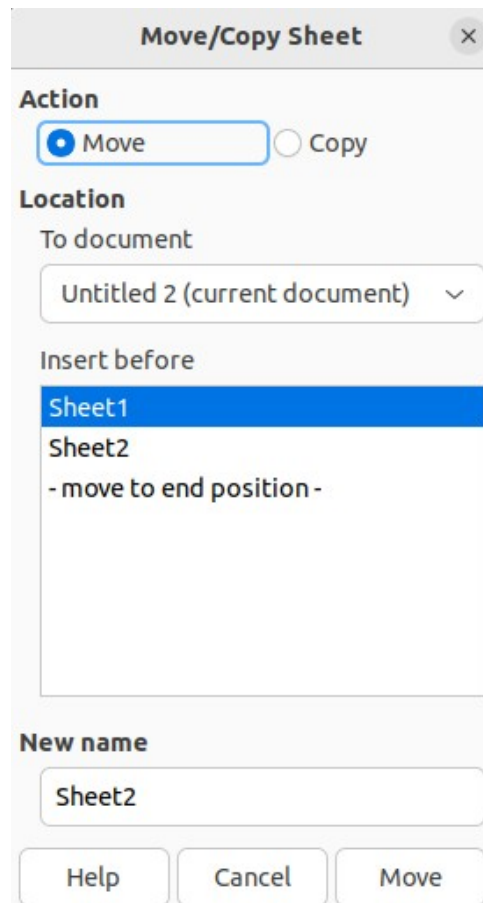 Move/Copy Sheet
Action
Move Copy
Location
To document
Untitled 2 (current document)
Insert before
Sheet1
Sheet2
- move to end position -
New name
Sheet2
Help Cancel Move